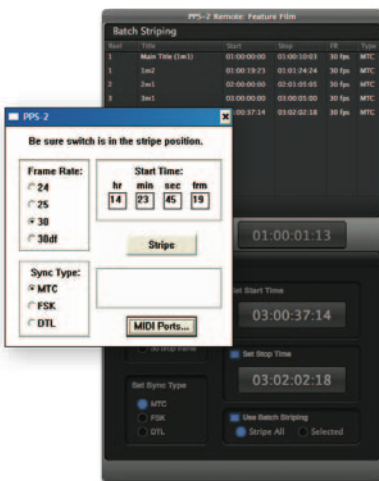 PPS-2 Remote: Feature Film
Batch Striping
Reel Title Start Stop FR Type
1 Main Title (1m1) 01:00:00:00 01:00:10:03 30 fps MTC
1 1m2 01:00:19:23 01:01:24:24 30 fps MTC
2 2m1 02:00:00:00 02:01:05:05 30 fps MTC
3 3m1 03:00:00:00 03:00:05:00 30 fps MTC
:00:37:14 03:02:02:18 30 fps MTC
PPS-2
Be sure switch is in the stripe position.
Frame Rate:
24
25
30
30df
Start Time:
hr min sec frm
14 23 45 19
Stripe
Sync Type:
MTC
FSK
DTL
MIDI Ports...
01:00:01:13
Set Start Time
03:00:37:14
30 drop frame
Set Stop Time
03:02:02:18
Set Sync Type
MTC
FSK
DTL
Use Batch Striping
Stripe All Selected